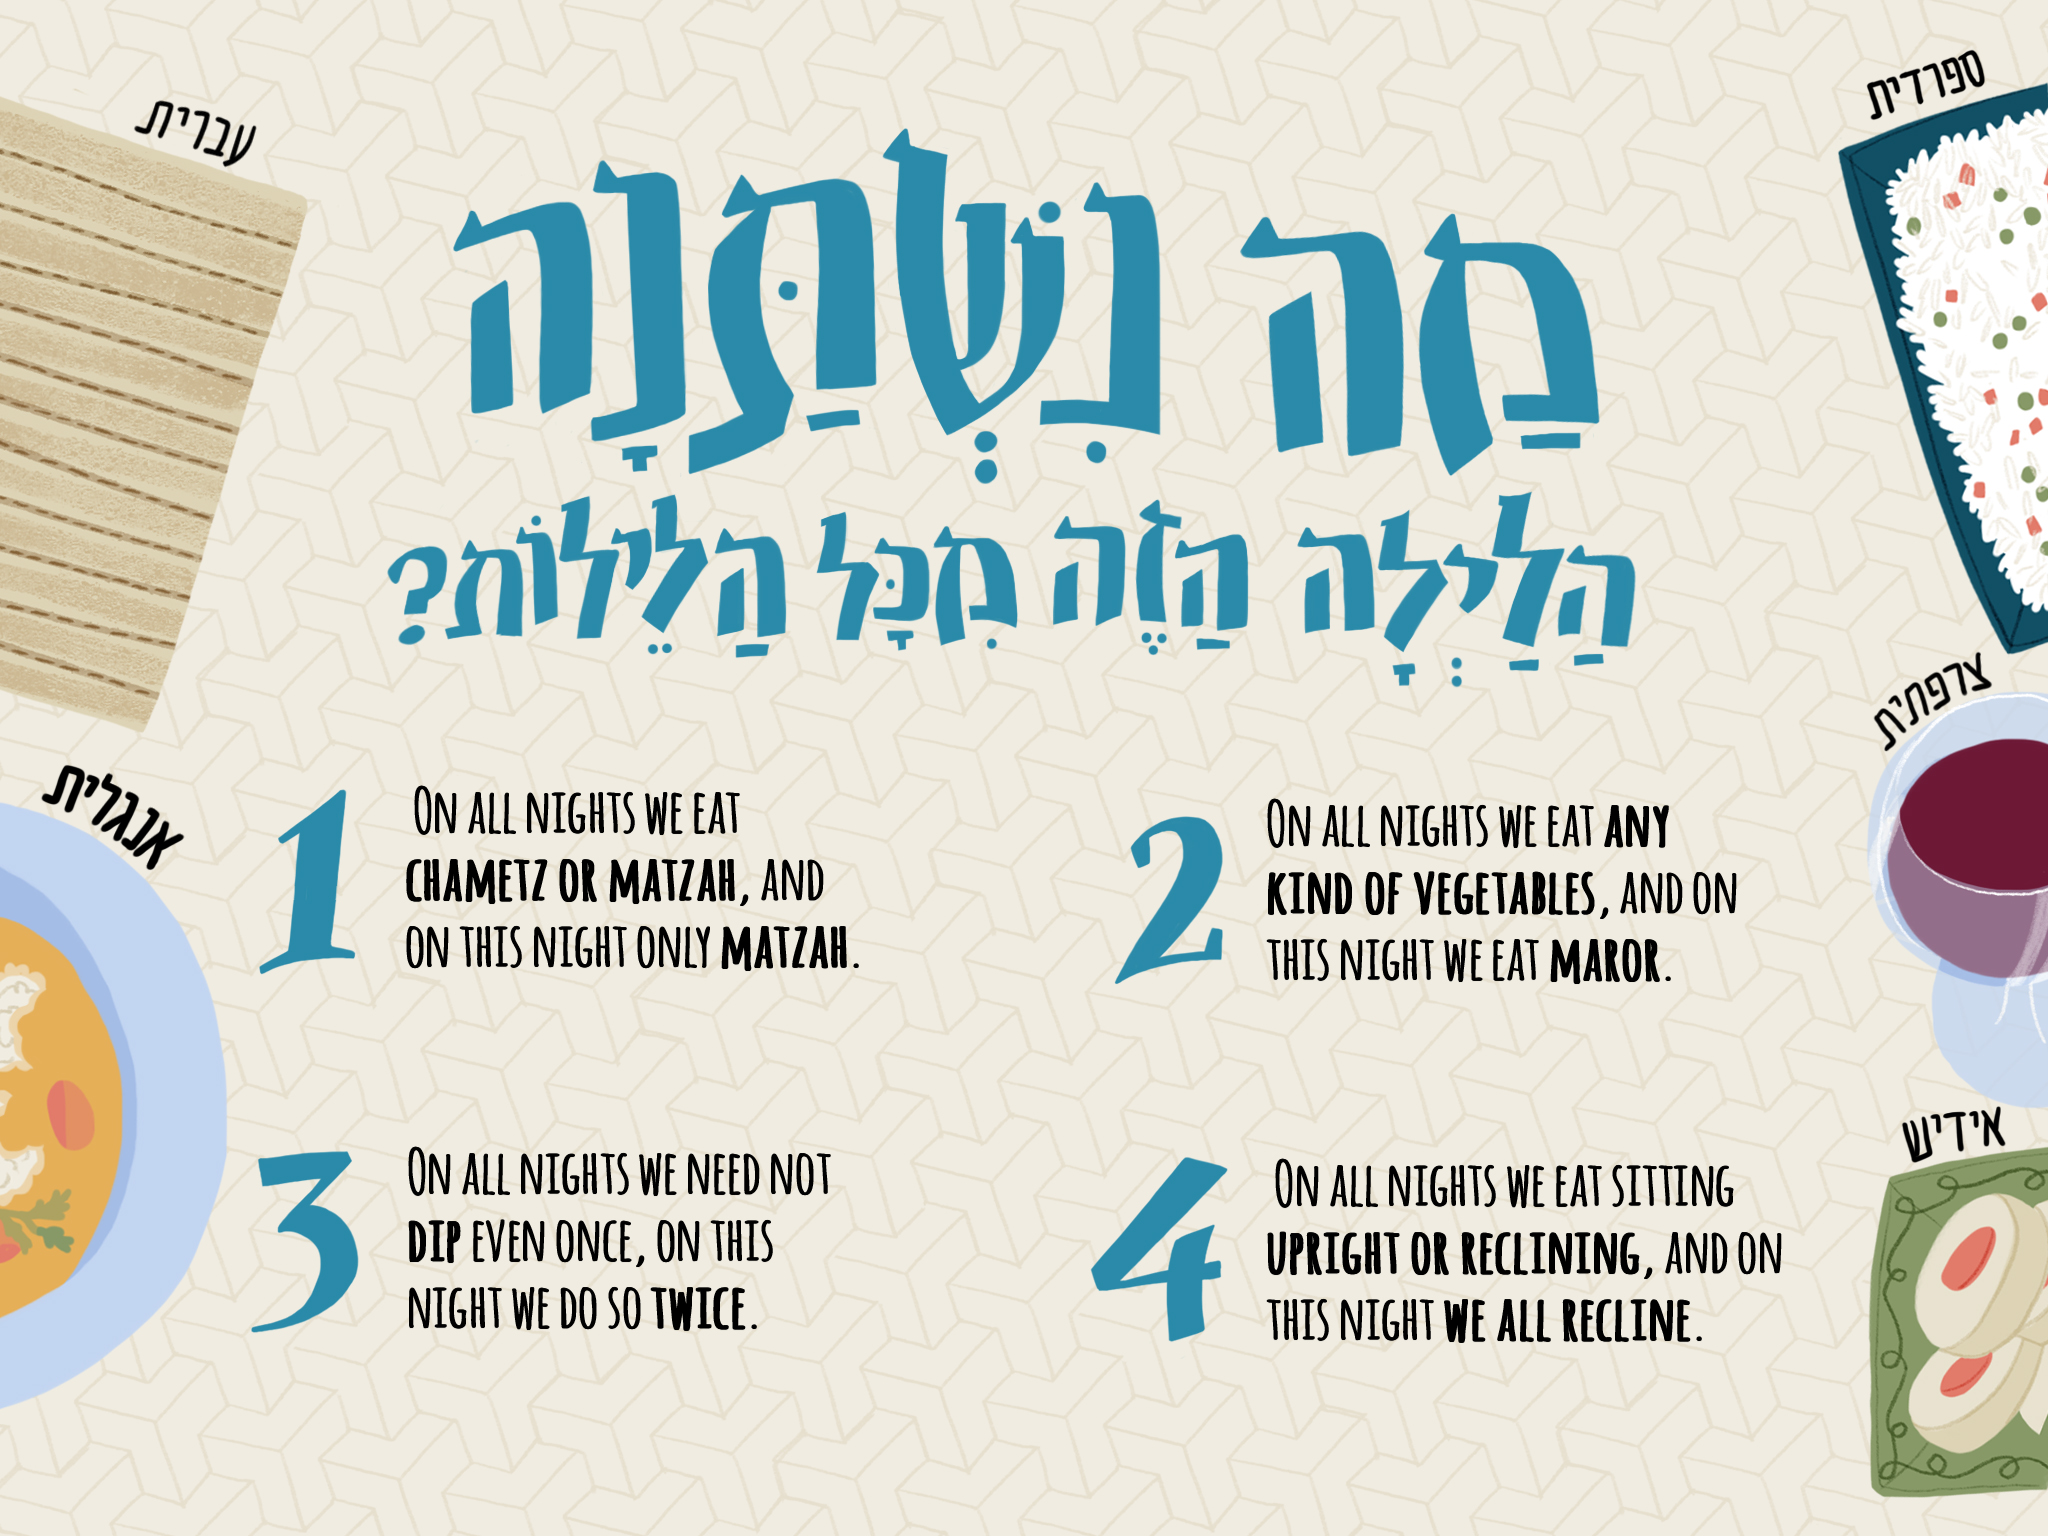 עברית
ספרדית
מַה נִשְׁתַּנָה
הַלַיְלָה הַזֶה מִכָּל הַלֵילוֹת?
צרפתית
אנגלית
אידיש
1
ON ALL NIGHTS WE EAT
CHAMETZ OR MATZAH, AND
ON THIS NIGHT ONLY MATZAH.
2
ON ALL NIGHTS WE EAT ANY
KIND OF VEGETABLES, AND ON
THIS NIGHT WE EAT MAROR.
3
ON ALL NIGHTS WE NEED NOT
DIP EVEN ONCE, ON THIS
NIGHT WE DO SO TWICE.
4
ON ALL NIGHTS WE EAT SITTING
UPRIGHT OR RECLINING, AND ON
THIS NIGHT WE ALL RECLINE.